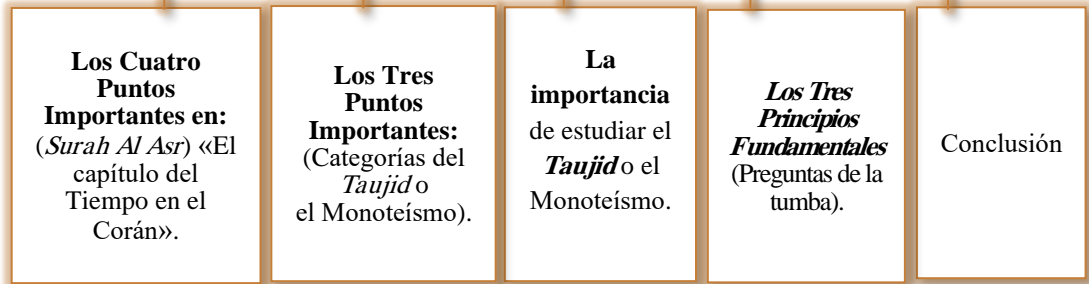 Los Cuatro
Puntos
Importantes en:
(Surah Al Asr) «El
capítulo del
Tiempo en el
Corán».
Los Tres
Puntos
Importantes:
(Categorías del
Taujid o
el Monoteísmo).
La
importancia
de estudiar el
Taujid o el
Monoteísmo.
Los Tres
Principios
Fundamentales
(Preguntas de la
tumba).
Conclusión